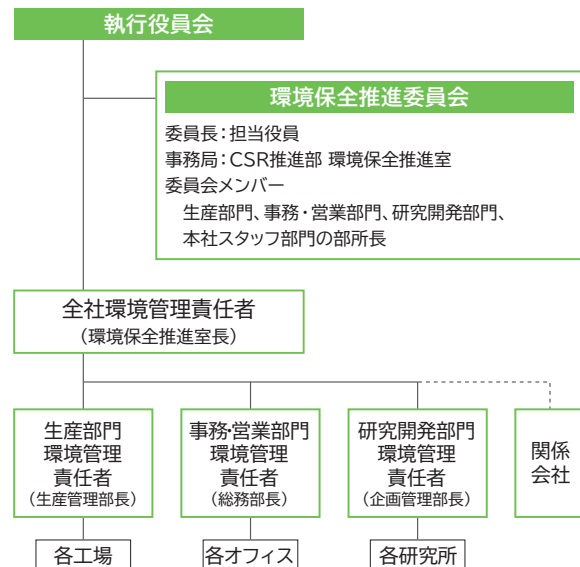 執行役員会
環境保全推進委員会
委員長：担当役員
事務局：CSR推進部 環境保全推進室
委員会メンバー
生産部門、事務・営業部門、研究開発部門、
本社スタッフ部門の部所長
全社環境管理責任者
（環境保全推進室長）
生産部門
環境管理
責任者
（生産管理部長）
事務・営業部門
環境管理
責任者
（総務部長）
研究開発部門
環境管理
責任者
（企画管理部長）
関係
会社
各工場
各オフィス
各研究所